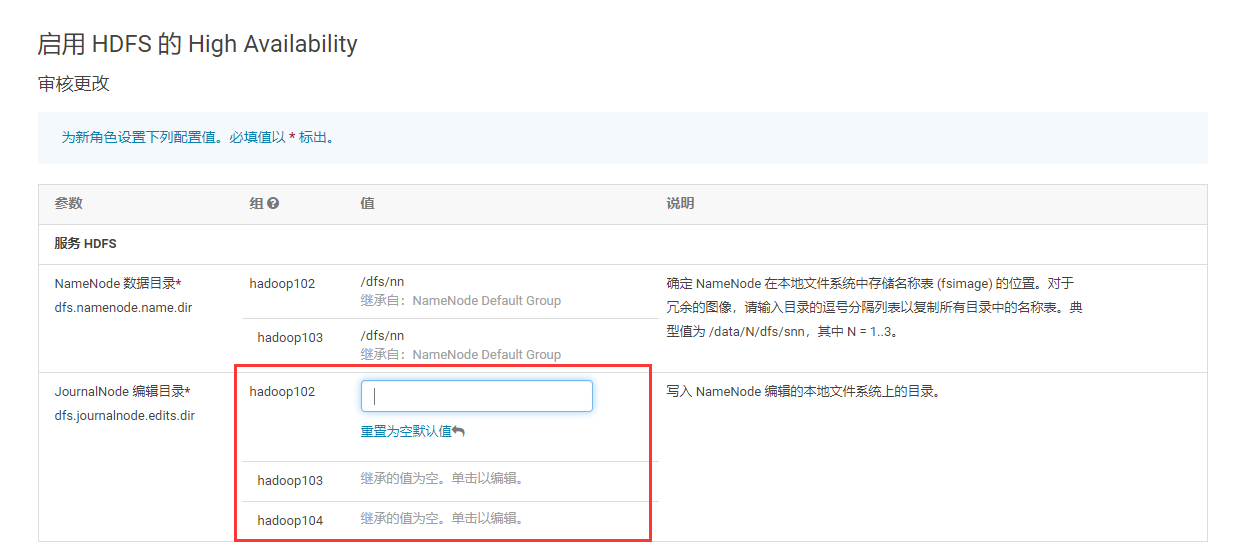 启用 HDFS 的 High Availability
审核更改
为新角色设置下列配置值。必填值以 * 标出。
参数 组 值 说明
服务 HDFS
NameNode 数据目录*
dfs.namenode.name.dir
hadoop102
/dfs/nn
继承自：NameNode Default Group
hadoop103
/dfs/nn
继承自：NameNode Default Group
确定 NameNode 在本地文件系统中存储名称表 (fsimage) 的位置。对于
冗余的图像，请输入目录的逗号分隔列表以复制所有目录中的名称表。典
型值为 /data/N/dfs/snn，其中 N = 1..3。
JournalNode 编辑目录*
dfs.journalnode.edits.dir
hadoop102
重置为空默认值
hadoop103 继承的值为空。单击以编辑。
hadoop104 继承的值为空。单击以编辑。
写入 NameNode 编辑的本地文件系统上的目录。